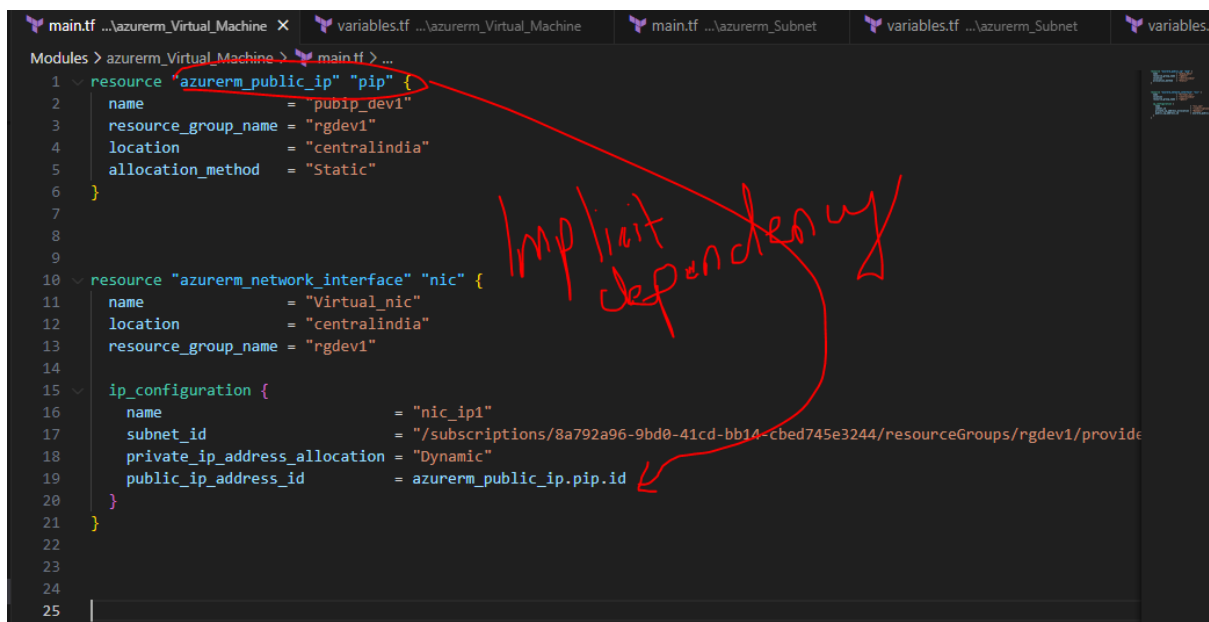 main.tf ...\azurerm_Virtual_Machine X variables.tf ...\azurerm_Virtual_Machine main.tf ...\azurerm_Subnet variables.tf ...\azurerm_Subnet variables.
Modules > azurerm_Virtual_Machine > main.tf > ...
1 resource "azurerm_public_ip" "pip" {
2 name = "pubip_dev1"
3 resource_group_name = "rgdev1"
4 location = "centralindia"
5 allocation_method = "Static"
6 }
7
8
9
Implicit
dependency
10 resource "azurerm_network_interface" "nic" {
11 name = "Virtual_nic"
12 location = "centralindia"
13 resource_group_name = "rgdev1"
14
15 ip_configuration {
16 name = "nic_ip1"
17 subnet_id = "/subscriptions/8a792a96-9bd0-41cd-bb14-cbed745e3244/resourceGroups/rgdev1/provide
18 private_ip_address_allocation = "Dynamic"
19 public_ip_address_id = azurerm_public_ip.pip.id
20 }
21 }
22
23
24
25